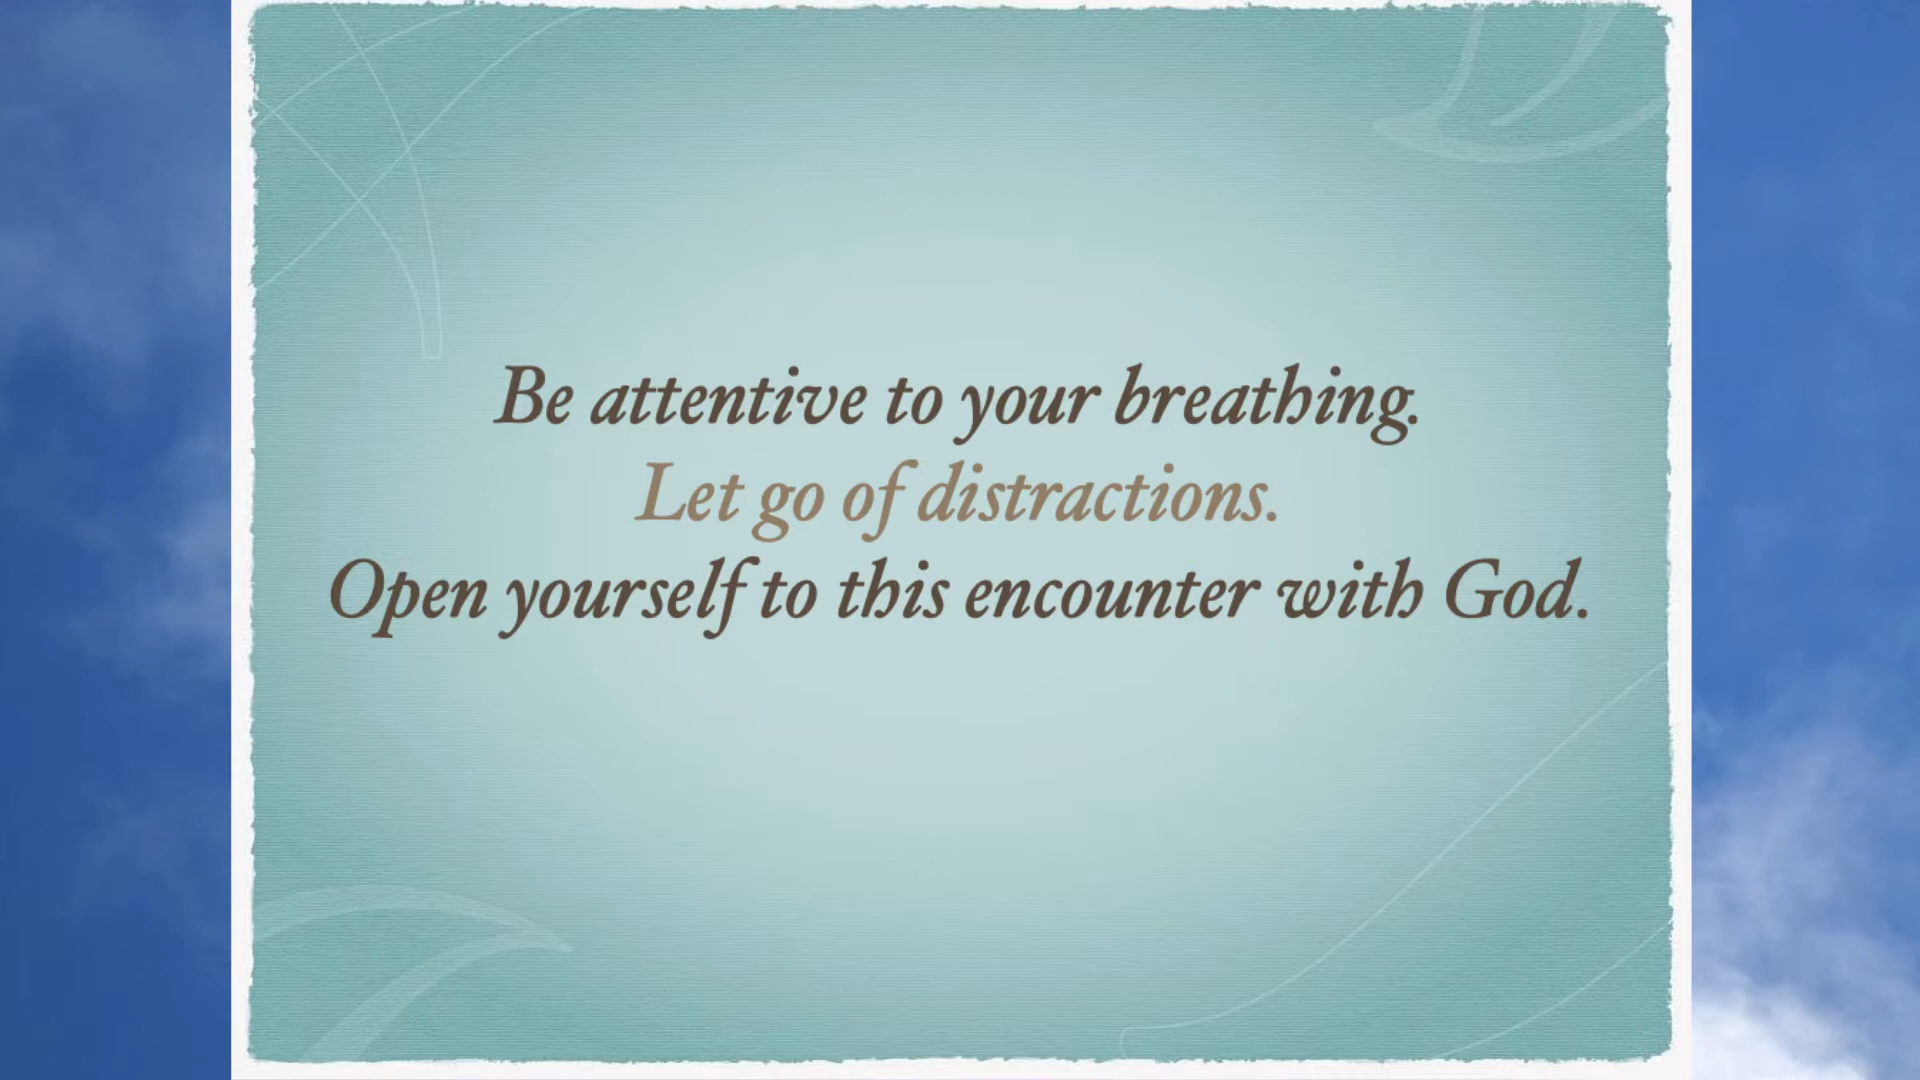 Be attentive to your breathing.
Let go of distractions.
Open yourself to this encounter with God.